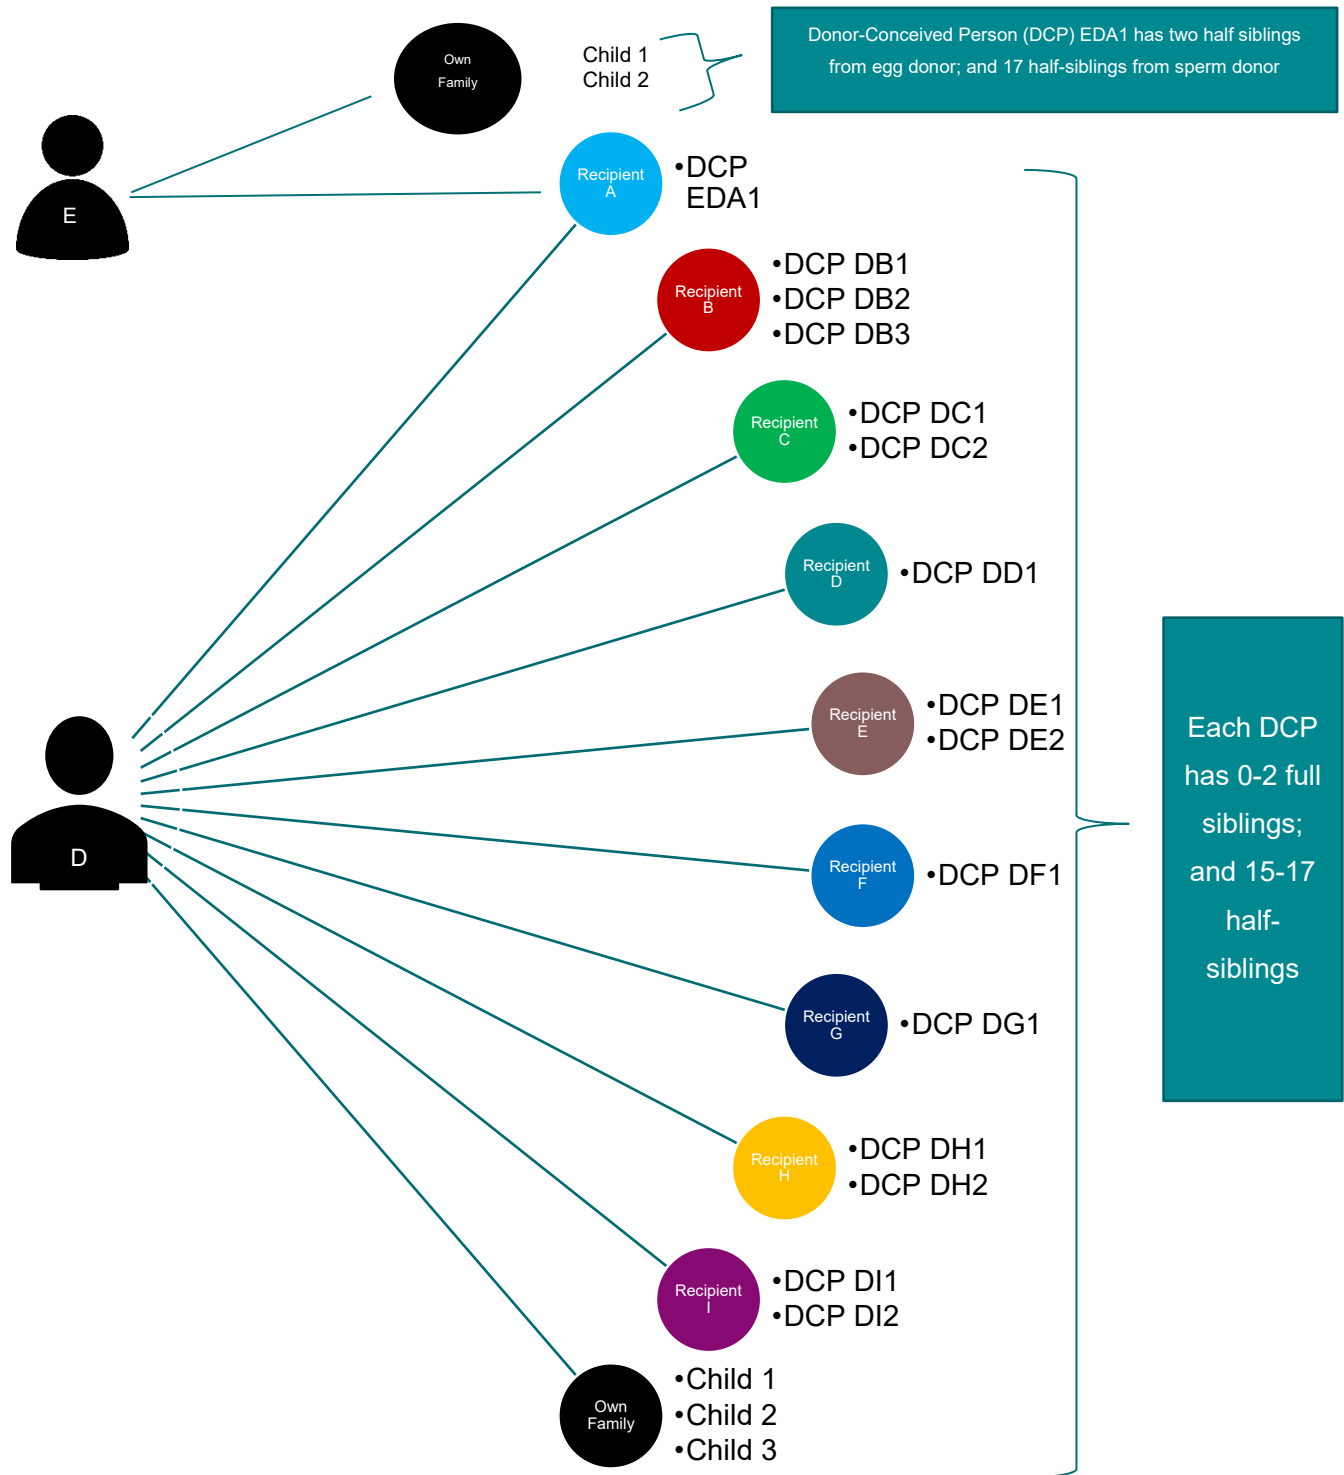 Own
Family
Child 1
Child 2
Donor-Conceived Person (DCP) EDA1 has two half siblings
from egg donor; and 17 half-siblings from sperm donor
E
Recipient
A
•DCP
EDA1
Recipient
B
•DCP DB1
•DCP DB2
•DCP DB3
Recipient
C
•DCP DC1
•DCP DC2
Recipient
D
•DCP DD1
Recipient
E
•DCP DE1
•DCP DE2
D
Recipient
F
•DCP DF1
Recipient
G
•DCP DG1
Recipient
H
•DCP DH1
•DCP DH2
Recipient
I
•DCP DI1
•DCP DI2
Own
Family
•Child 1
•Child 2
•Child 3
Each DCP
has 0-2 full
siblings;
and 15-17
half-
siblings